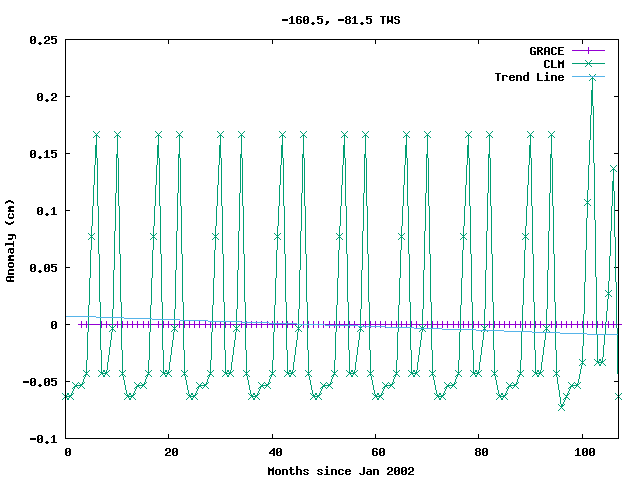 -160.5, -81.5 TWS
GRACE
CLM
Trend Line
0.25
0.2
0.15
0.1
0.05
0
-0.05
-0.1
Anomaly (cm)
0 20 40 60 80 100
Months since Jan 2002